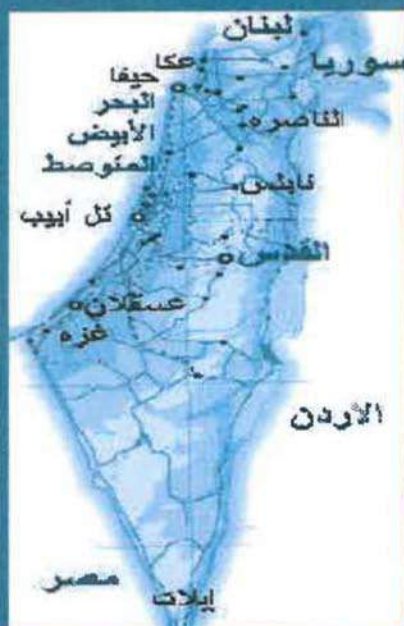 لبنان
سوريا
عكا
حيفا
البحر
الأبيض
المتوسط
الناصره
نابلس
تل أبيب
القدس
عسقلان
غزه
الأردن
مصر
إيلات